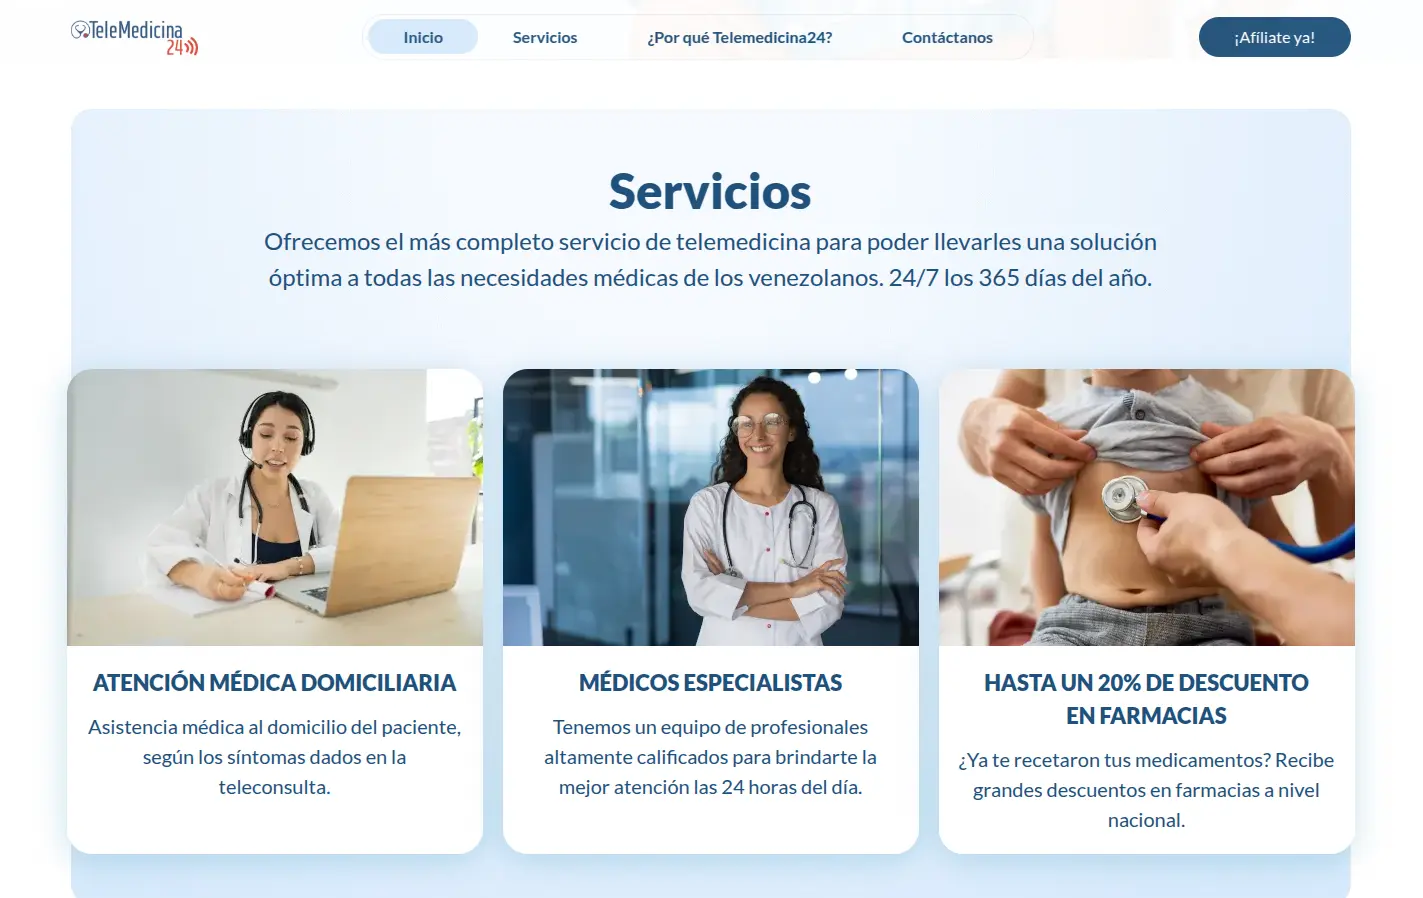 TeleMedicina
24
Inicio
Servicios
¿Por qué Telemedicina24?
Contáctanos
¡Afíliate ya!
Servicios
Ofrecemos el más completo servicio de telemedicina para poder llevarles una solución
óptima a todas las necesidades médicas de los venezolanos. 24/7 los 365 días del año.
ATENCIÓN MÉDICA DOMICILIARIA
Asistencia médica al domicilio del paciente,
según los síntomas dados en la
teleconsulta.
MÉDICOS ESPECIALISTAS
Tenemos un equipo de profesionales
altamente calificados para brindarte la
mejor atención las 24 horas del día.
HASTA UN 20% DE DESCUENTO
EN FARMACIAS
¿Ya te recetaron tus medicamentos? Recibe
grandes descuentos en farmacias a nivel
nacional.